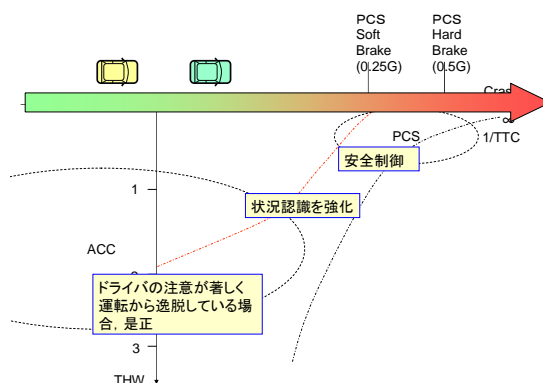 PCS
Soft
Brake
(0.25G)
PCS
Hard
Brake
(0.5G)
∞
1/TTC
PCS
安全制御
1
状況認識を強化
ACC
ドライバの注意が著しく
運転から逸脱している場
合，是正
3
THW